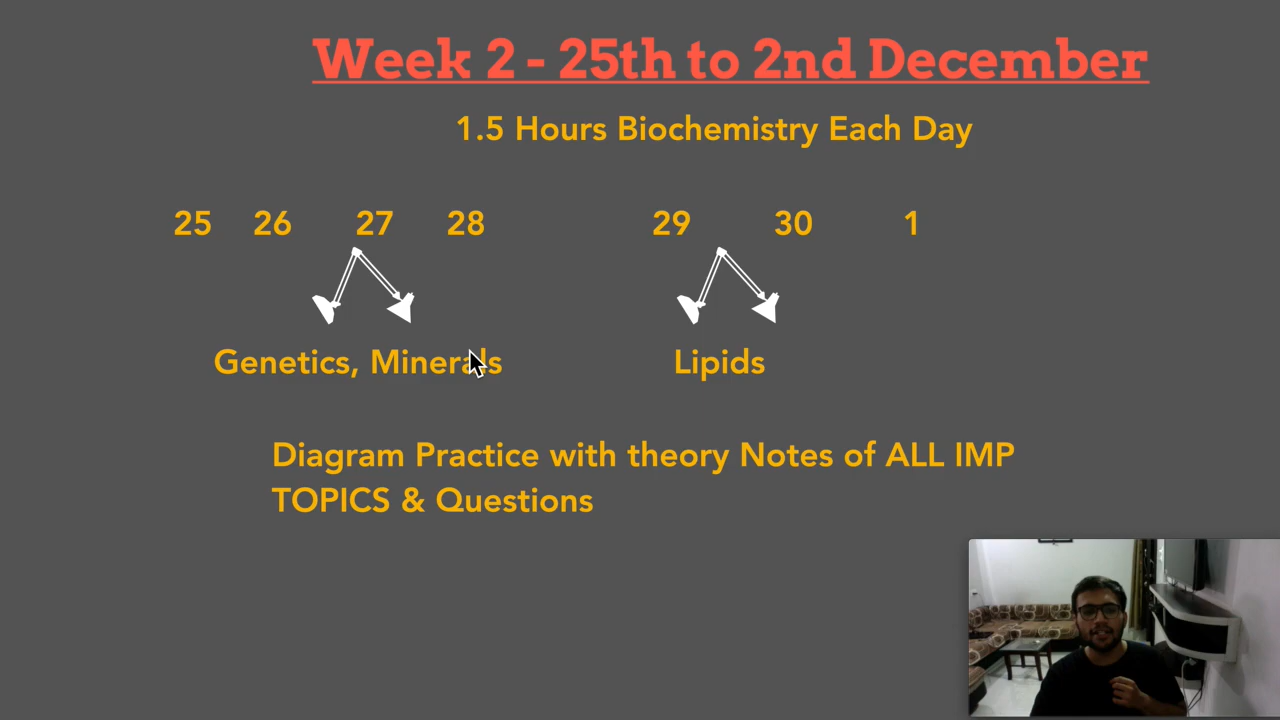 Week 2 - 25th to 2nd December
1.5 Hours Biochemistry Each Day
25 26 27 28 29 30 1
Genetics, Minerals Lipids
Diagram Practice with theory Notes of ALL IMP
TOPICS & Questions